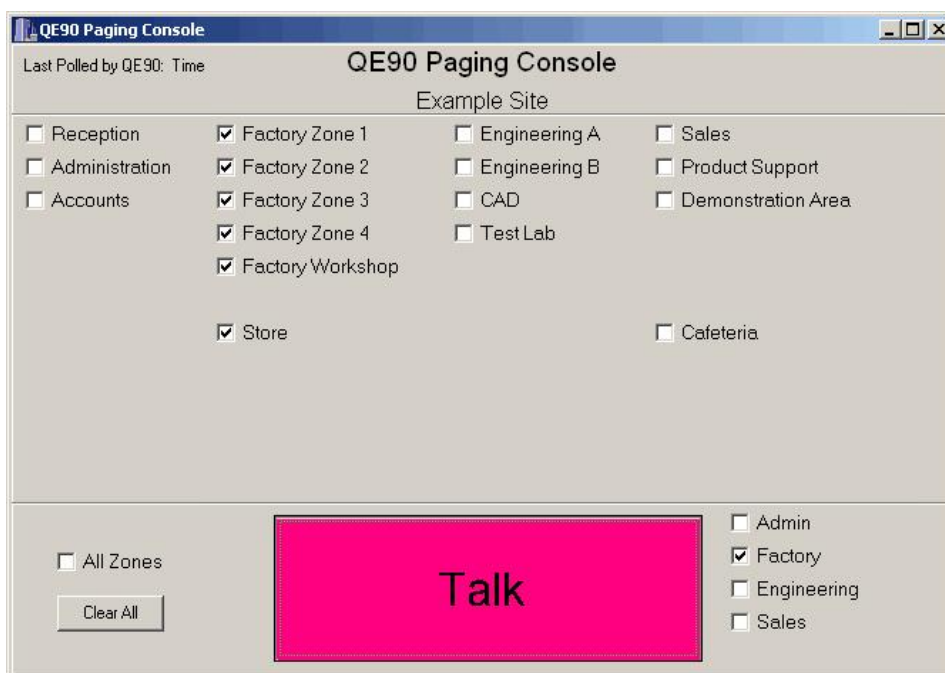 QE90 Paging Console
Last Polled by QE90: Time
QE90 Paging Console
Example Site
Reception
Factory Zone 1
Engineering A
Sales
Administration
Factory Zone 2
Engineering B
Product Support
Accounts
Factory Zone 3
CAD
Demonstration Area
Factory Zone 4
Test Lab
Factory Workshop
Store
Cafeteria
All Zones
Clear All
Talk
Admin
Factory
Engineering
Sales